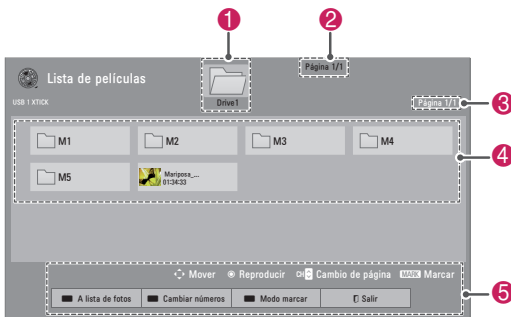 1
2
Página 1/1
Lista de películas
USB 1 XTICK
Drive1
Página 1/1
3
M1
M2
M3
M4
4
M5
Mariposa_...
01:34:33
Mover
Reproducir
CH
Cambio de página
MARK
Marcar
A lista de fotos
Cambiar números
Modo marcar
Salir
5